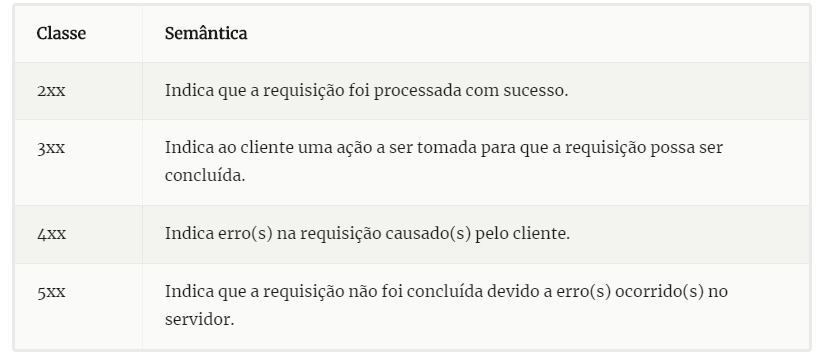 Classe Semântica
2xx Indica que a requisição foi processada com sucesso.
3xx Indica ao cliente uma ação a ser tomada para que a requisição possa ser
concluída.
4xx Indica erro(s) na requisição causado(s) pelo cliente.
5xx Indica que a requisição não foi concluída devido a erro(s) ocorrido(s) no
servidor.